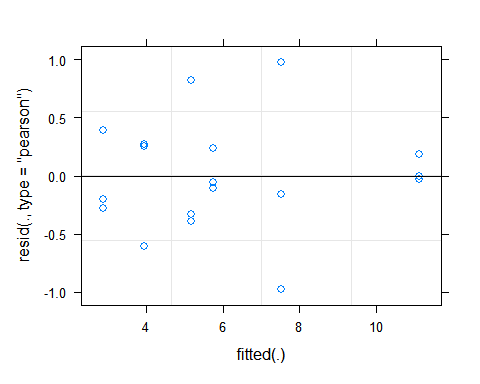 resid(., type = "pearson")
1.0
0.5
0.0
-0.5
-1.0
4 6 8 10
fitted(.)